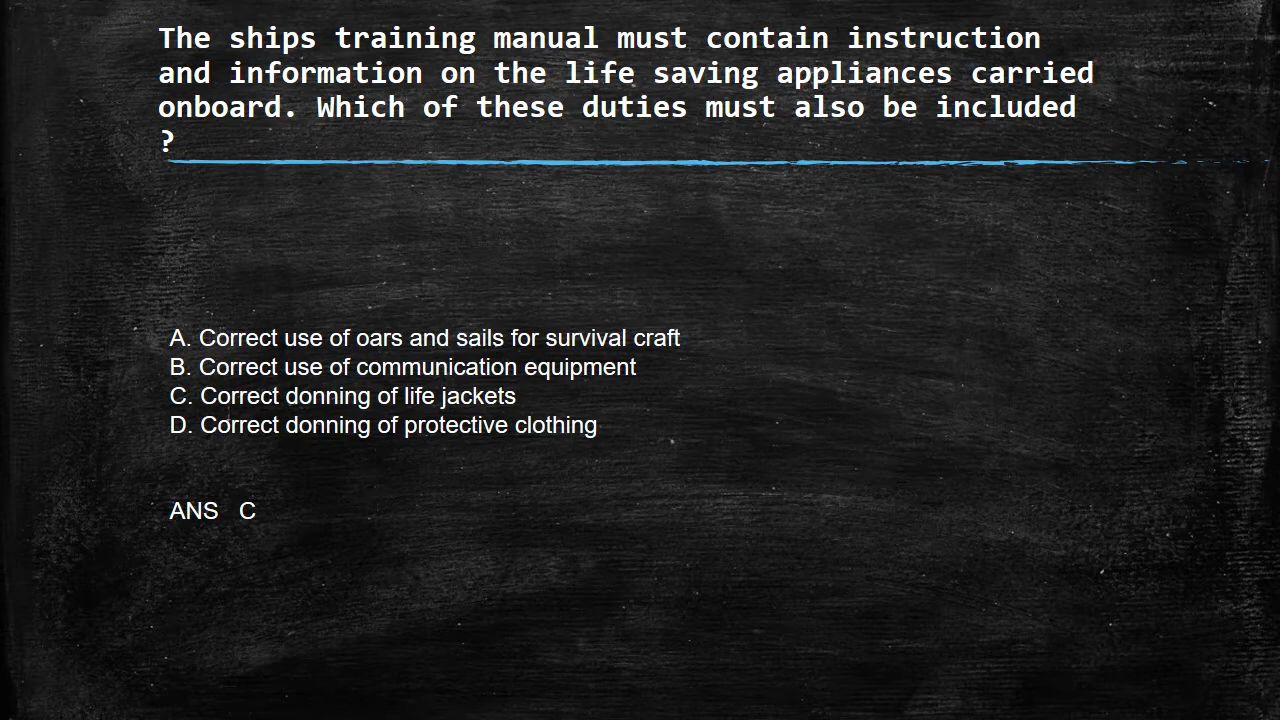 The ships training manual must contain instruction
and information on the life saving appliances carried
onboard. Which of these duties must also be included
?
A. Correct use of oars and sails for survival craft
B. Correct use of communication equipment
C. Correct donning of life jackets
D. Correct donning of protective clothing
ANS C